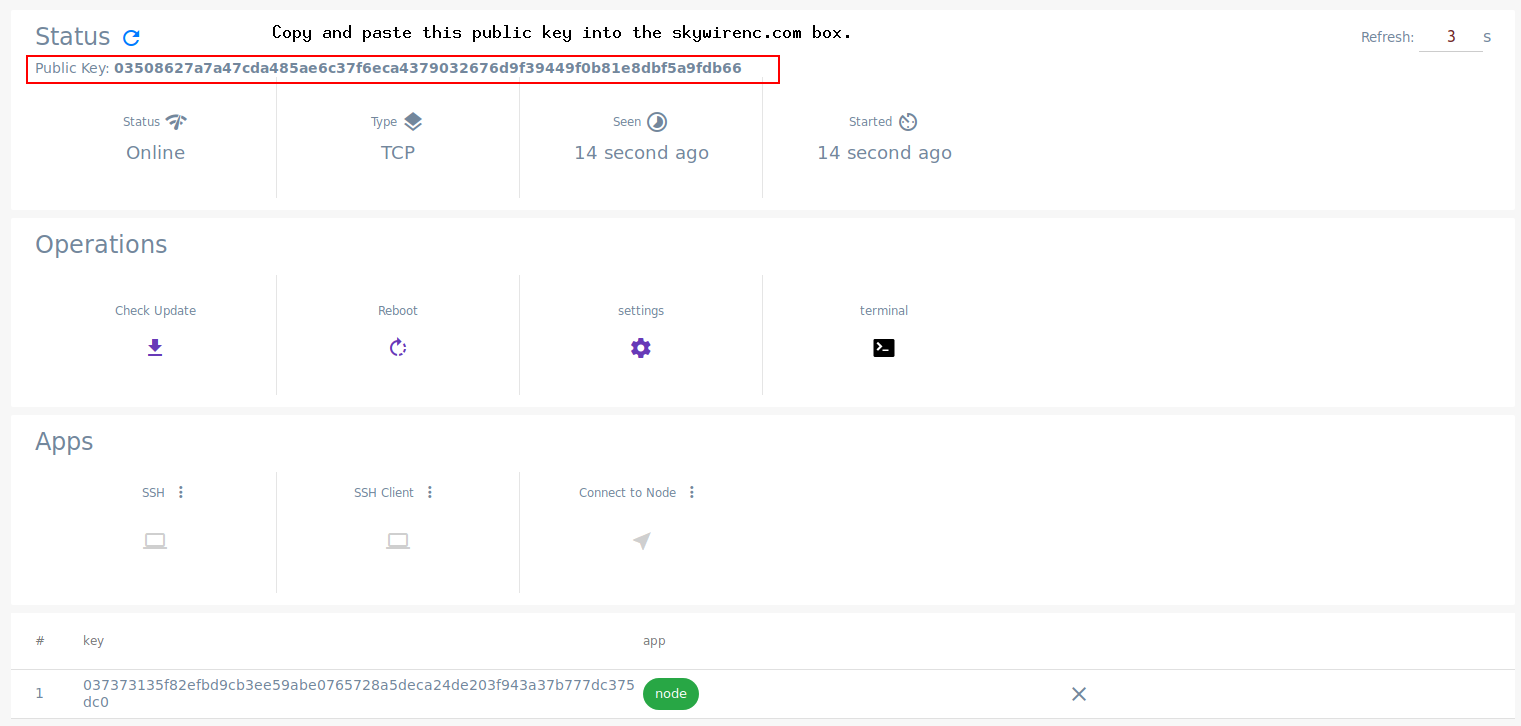 Status
Copy and paste this public key into the skywirenc.com box.
Refresh: 3 s
Public Key: 03508627a7a47cda485ae6c37f6eca4379032676d9f39449f0b81e8dbf5a9fdb66
Status Type Seen Started
Online TCP 14 second ago 14 second ago
Operations
Check Update Reboot settings terminal
Apps
SSH SSH Client Connect to Node
# key app
1 037373135f82efbd9cb3ee59abe0765728a5deca24de203f943a37b777dc375 node
dc0